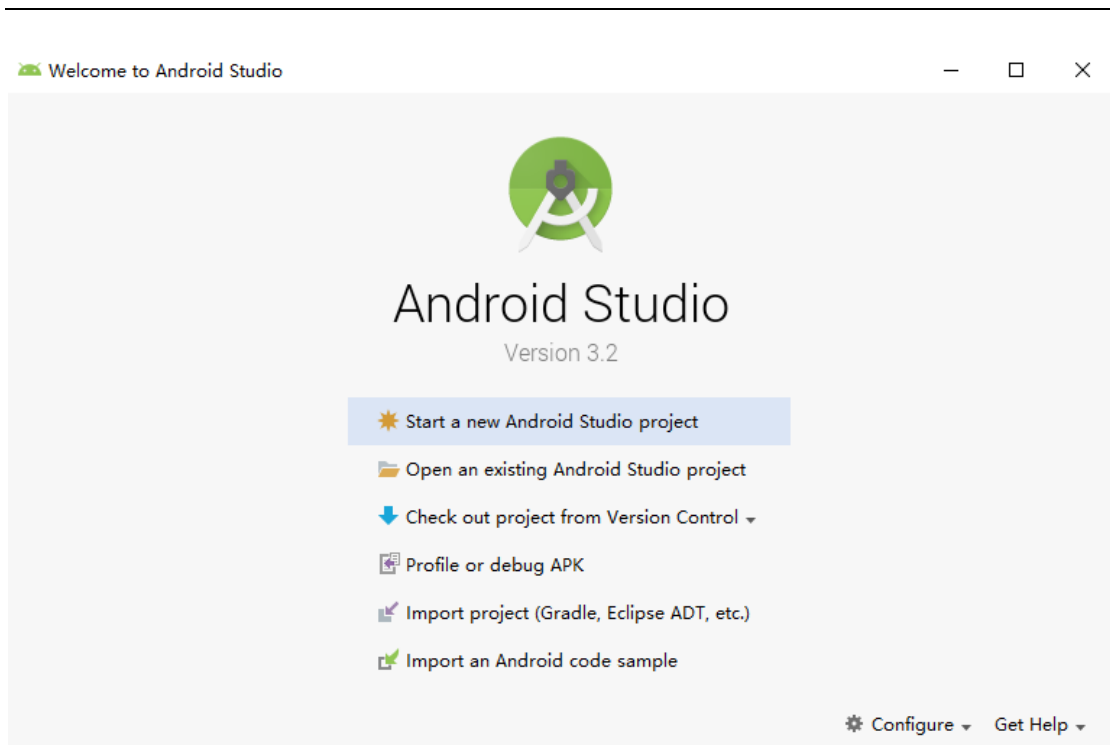 Welcome to Android Studio
Android Studio
Version 3.2
Start a new Android Studio project
Open an existing Android Studio project
Check out project from Version Control
Profile or debug APK
Import project (Gradle, Eclipse ADT, etc.)
Import an Android code sample
Configure Get Help